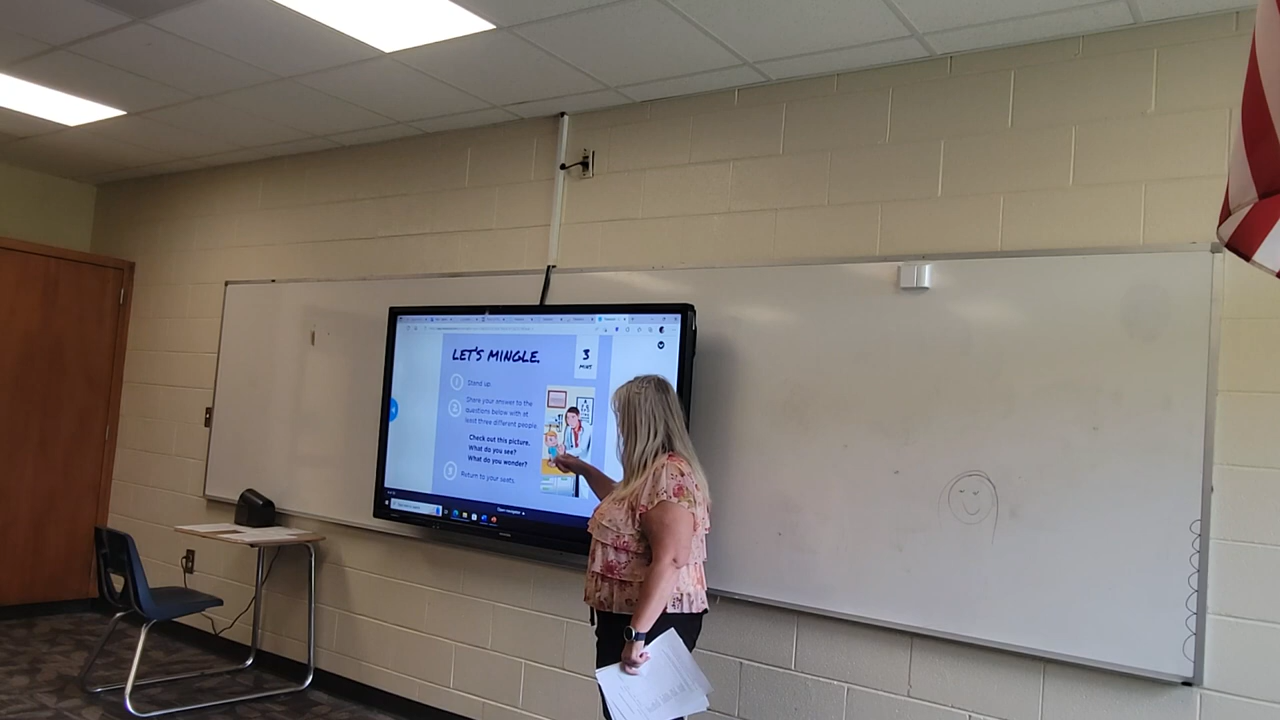 LET'S MINGLE.
3
MINS
1 Stand up.
2 Share your answer to the
questions below with at
least three different people.
Check out this picture.
What do you see?
What do you wonder?
3 Return to your seats.